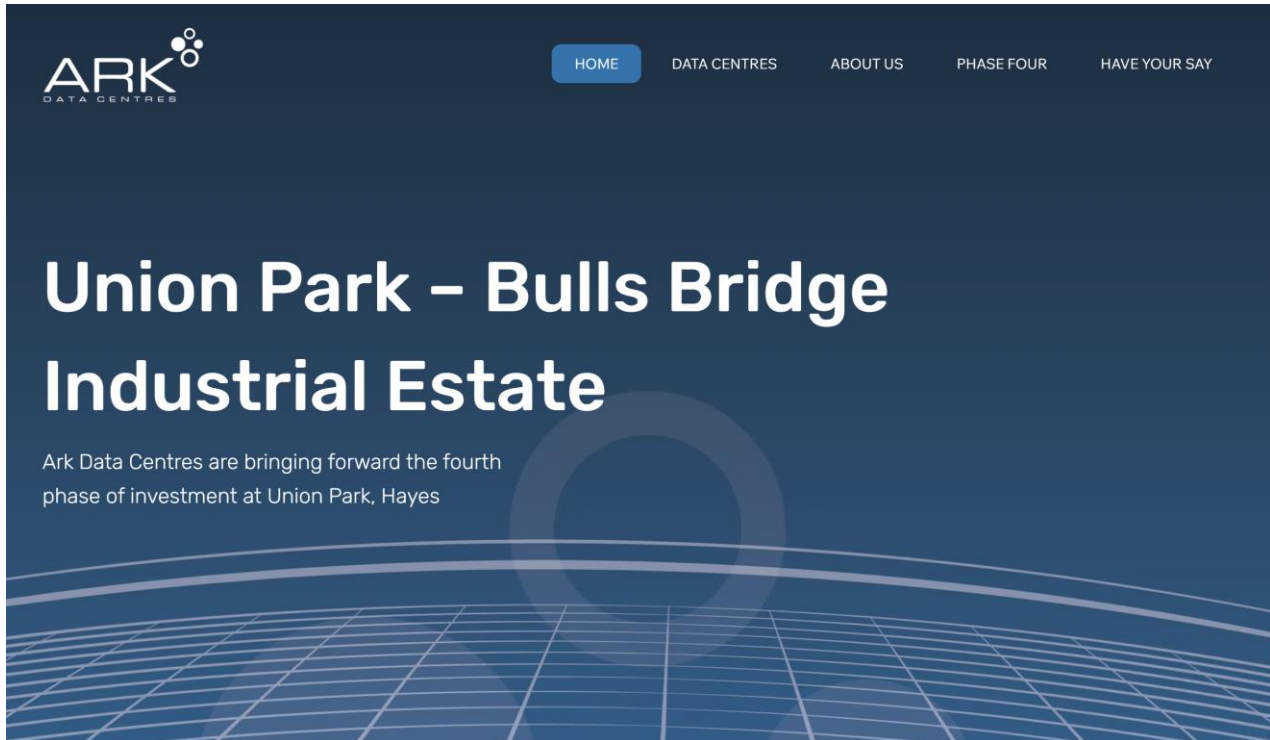 ARK
DATA CENTRES
HOME
DATA CENTRES
ABOUT US
PHASE FOUR
HAVE YOUR SAY
Union Park – Bulls Bridge
Industrial Estate
Ark Data Centres are bringing forward the fourth
phase of investment at Union Park, Hayes